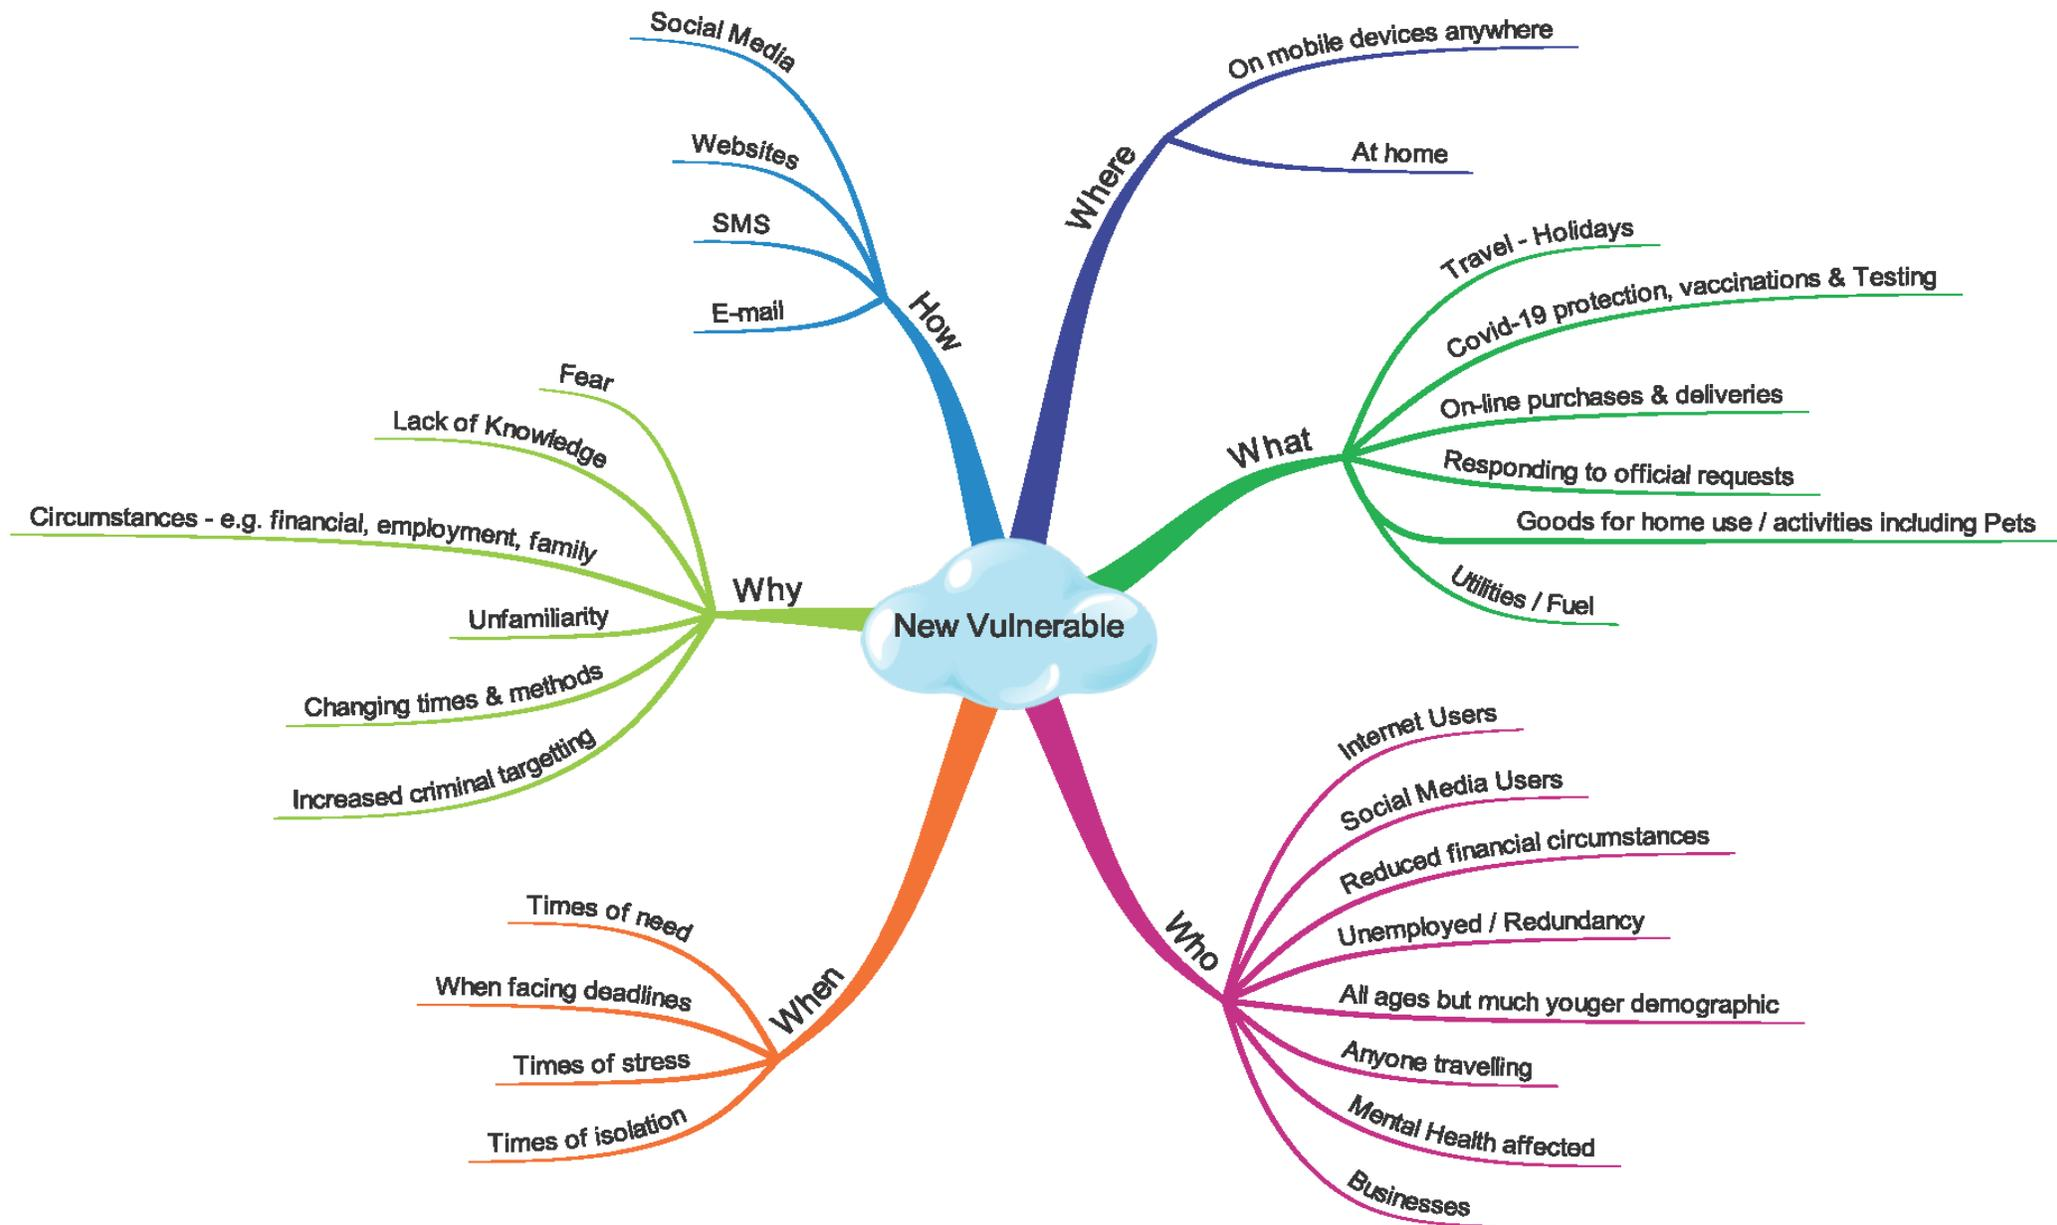 New Vulnerable
Where
On mobile devices anywhere
At home
What
Travel - Holidays
Covid-19 protection, vaccinations & Testing
On-line purchases & deliveries
Responding to official requests
Goods for home use / activities including Pets
Utilities / Fuel
Who
Internet Users
Social Media Users
Reduced financial circumstances
Unemployed / Redundancy
All ages but much youger demographic
Anyone travelling
Mental Health affected
Businesses
When
Times of need
When facing deadlines
Times of stress
Times of isolation
Why
Fear
Lack of Knowledge
Circumstances - e.g. financial, employment, family
Unfamiliarity
Changing times & methods
Increased criminal targetting
How
Social Media
Websites
SMS
E-mail